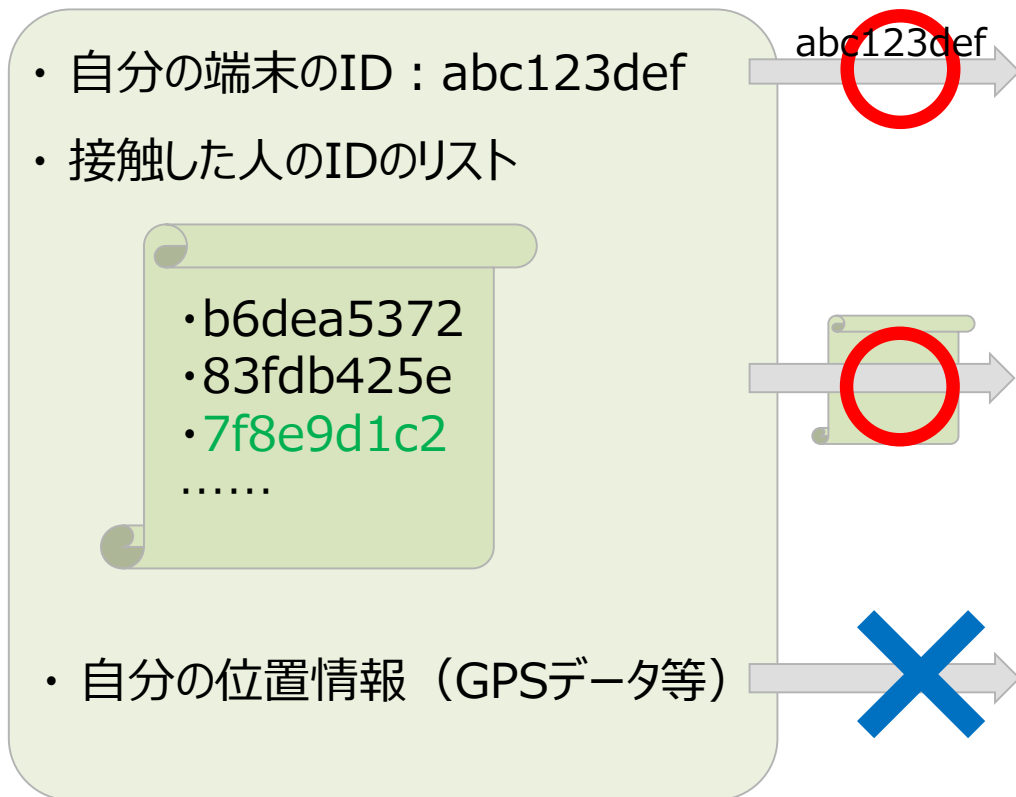 ・ 自分の端末のID：abc123def
abc123def
・ 接触した人のIDのリスト
・b6dea5372
・83fdb425e
・7f8e9d1c2
……
・ 自分の位置情報（GPSデータ等）